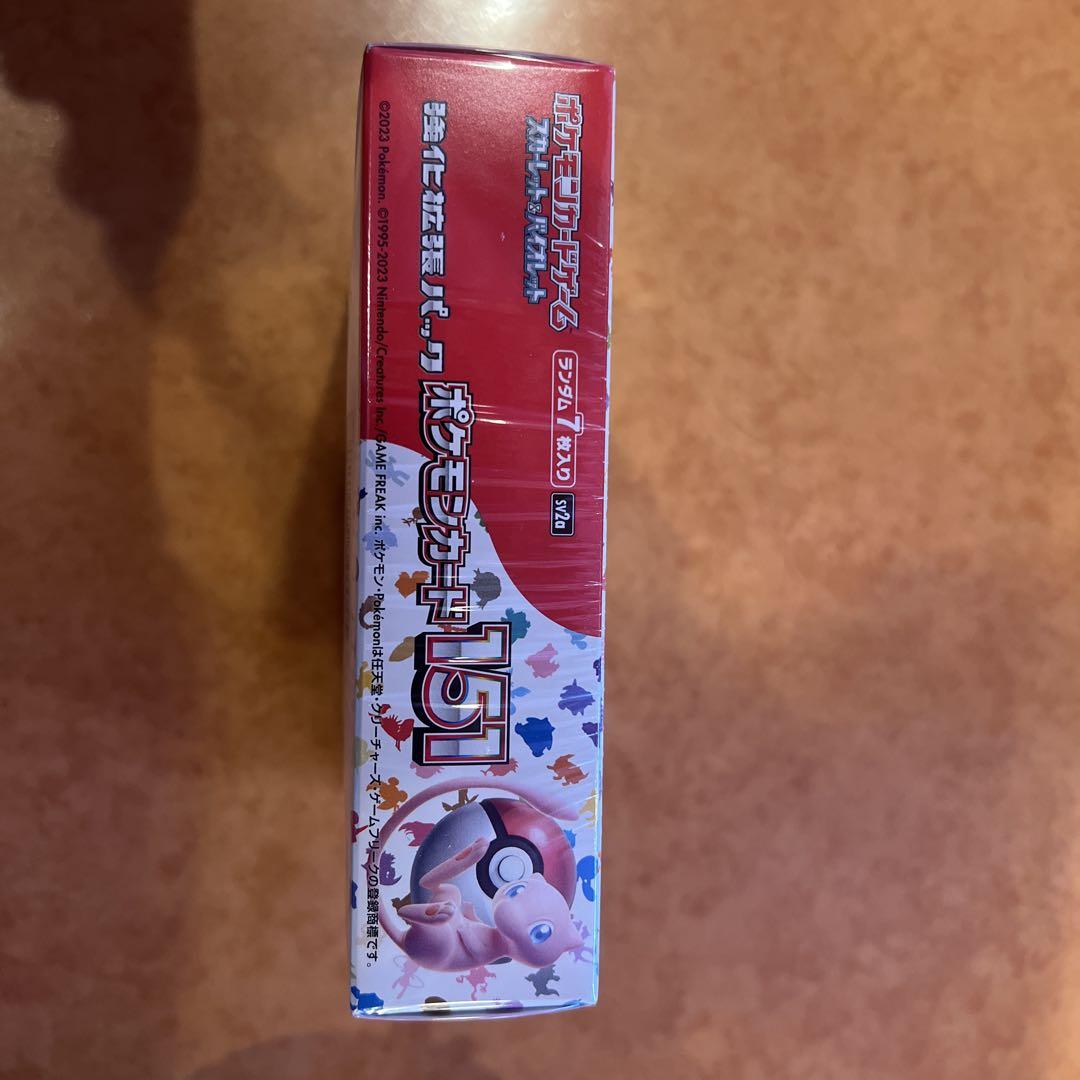 ポケモンカードゲーム
スカーレット&バイオレット
ランダム7枚入り
SV2a
強化拡張パック
ポケモンカード151
©2023 Pokémon. ©1995-2023 Nintendo/Creatures Inc./GAME FREAK inc. ポケモン・Pokémonは任天堂・クリーチャーズ・ゲームフリークの登録商標です。